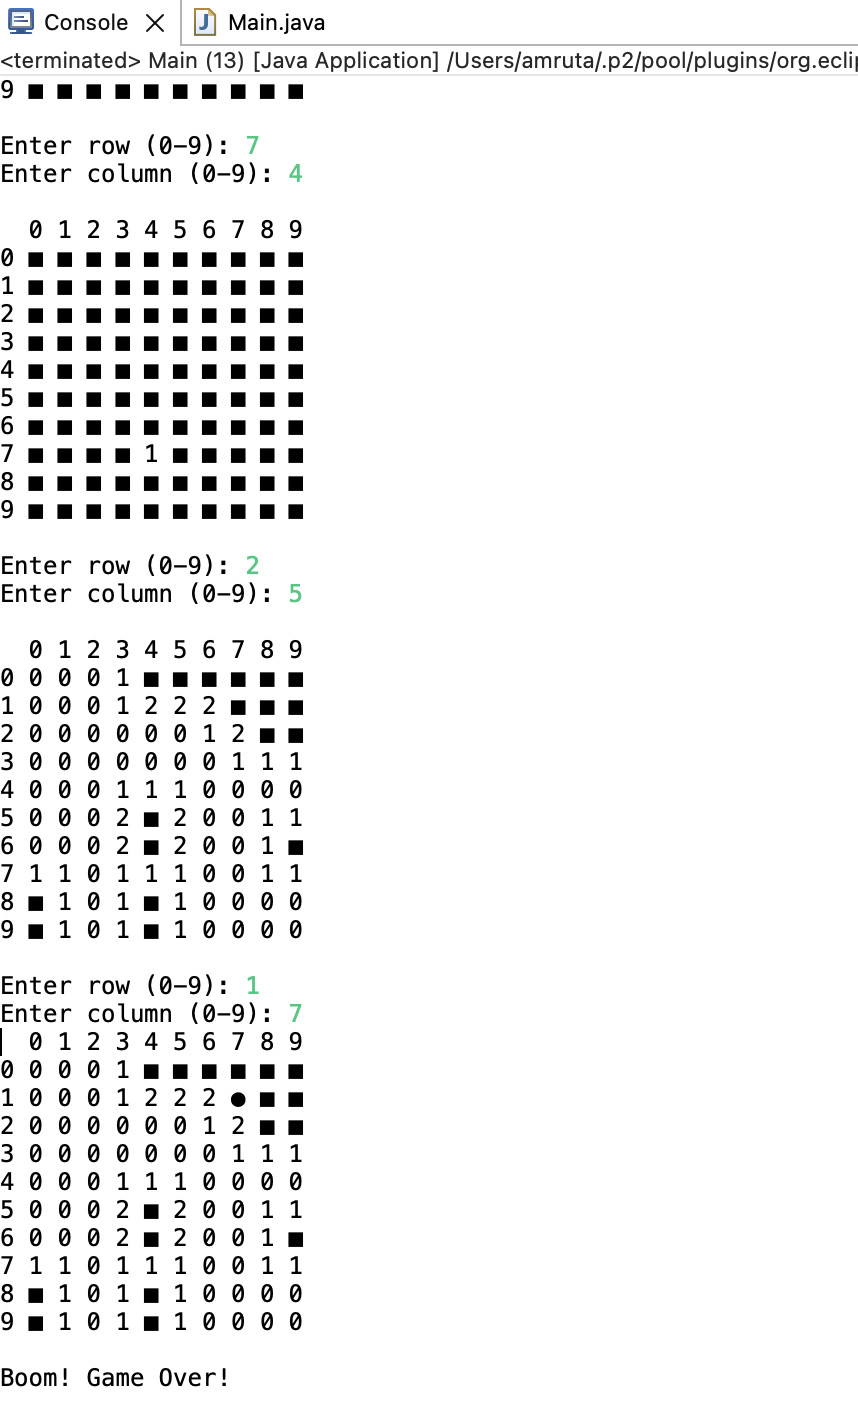 Console Main.java
<terminated> Main (13) [Java Application] /Users/amruta/.p2/pool/plugins/org.eclip
9 ■ ■ ■ ■ ■ ■ ■ ■ ■ ■
Enter row (0-9): 7
Enter column (0-9): 4
0 1 2 3 4 5 6 7 8 9
0 ■ ■ ■ ■ ■ ■ ■ ■ ■ ■
1 ■ ■ ■ ■ ■ ■ ■ ■ ■ ■
2 ■ ■ ■ ■ ■ ■ ■ ■ ■ ■
3 ■ ■ ■ ■ ■ ■ ■ ■ ■ ■
4 ■ ■ ■ ■ ■ ■ ■ ■ ■ ■
5 ■ ■ ■ ■ ■ ■ ■ ■ ■ ■
6 ■ ■ ■ ■ ■ ■ ■ ■ ■ ■
7 ■ ■ ■ ■ 1 ■ ■ ■ ■ ■
8 ■ ■ ■ ■ ■ ■ ■ ■ ■ ■
9 ■ ■ ■ ■ ■ ■ ■ ■ ■ ■
Enter row (0-9): 2
Enter column (0-9): 5
0 1 2 3 4 5 6 7 8 9
0 0 0 0 1 ■ ■ ■ ■ ■ ■
1 0 0 0 1 2 2 2 ■ ■ ■
2 0 0 0 0 0 0 1 2 ■ ■
3 0 0 0 0 0 0 0 1 1 1
4 0 0 0 1 1 1 0 0 0 0
5 0 0 0 2 ■ 2 0 0 1 1
6 0 0 0 2 ■ 2 0 0 1 ■
7 1 1 0 1 1 1 0 0 1 1
8 ■ 1 0 1 ■ 1 0 0 0 0
9 ■ 1 0 1 ■ 1 0 0 0 0
Enter row (0-9): 1
Enter column (0-9): 7
0 1 2 3 4 5 6 7 8 9
0 0 0 0 1 ■ ■ ■ ■ ■ ■
1 0 0 0 1 2 2 2 ● ■ ■
2 0 0 0 0 0 0 1 2 ■ ■
3 0 0 0 0 0 0 0 1 1 1
4 0 0 0 1 1 1 0 0 0 0
5 0 0 0 2 ■ 2 0 0 1 1
6 0 0 0 2 ■ 2 0 0 1 ■
7 1 1 0 1 1 1 0 0 1 1
8 ■ 1 0 1 ■ 1 0 0 0 0
9 ■ 1 0 1 ■ 1 0 0 0 0
Boom! Game Over!